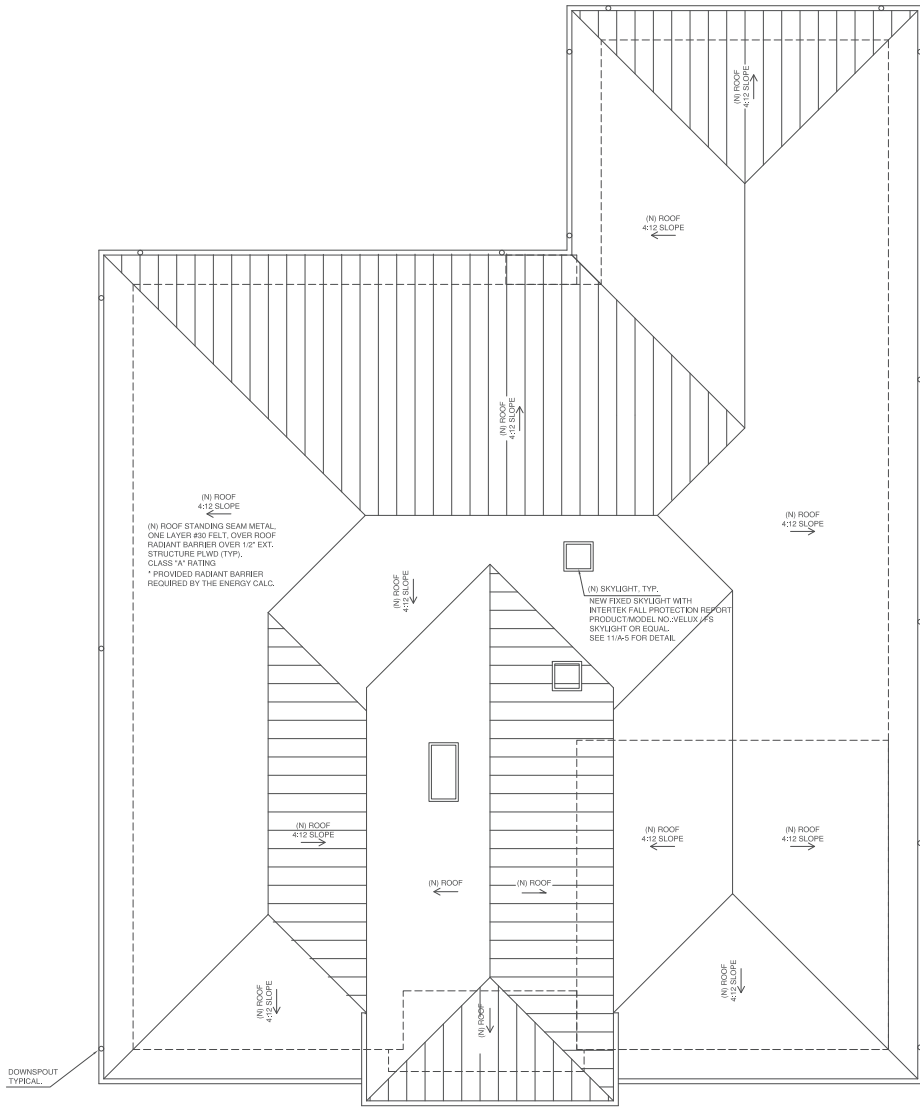 (N) ROOF
4:12 SLOPE
(N) ROOF
4:12 SLOPE
(N) ROOF
4:12 SLOPE
(N) ROOF
4:12 SLOPE
(N) ROOF STANDING SEAM METAL,
ONE LAYER #30 FELT, OVER ROOF
RADIANT BARRIER OVER 1/2" EXT.
STRUCTURE PLWD (TYP).
CLASS "A" RATING
* PROVIDED RADIANT BARRIER
REQUIRED BY THE ENERGY CALC.
(N) ROOF
4:12 SLOPE
(N) ROOF
4:12 SLOPE
(N) SKYLIGHT, TYP,
NEW FIXED SKYLIGHT WITH
INTERTEK FALL PROTECTION REPORT
PRODUCT/MODEL NO.:VELUX / FS
SKYLIGHT OR EQUAL.
SEE 11/A-5 FOR DETAIL
(N) ROOF
4:12 SLOPE
(N) ROOF
4:12 SLOPE
(N) ROOF
4:12 SLOPE
(N) ROOF
(N) ROOF
(N) ROOF
4:12 SLOPE
(N) ROOF
(N) ROOF
4:12 SLOPE
DOWNSPOUT
TYPICAL.